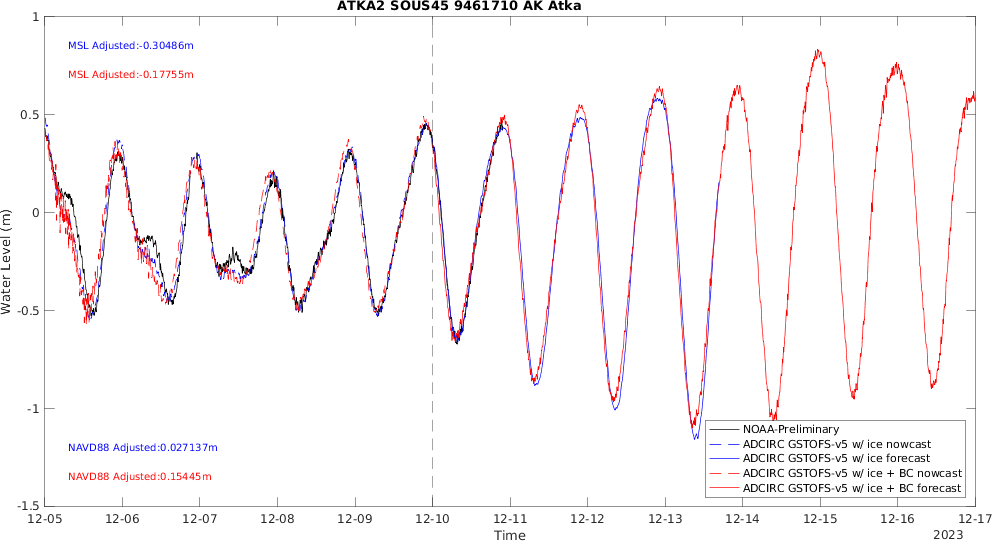 ATKA2 SOUS45 9461710 AK Atka
1
0.5
0
-0.5
-1
-1.5
Water Level (m)
MSL Adjusted:-0.30486m
MSL Adjusted:-0.17755m
NAVD88 Adjusted:0.027137m
NAVD88 Adjusted:0.15445m
NOAA-Preliminary
ADCIRC GSTOFS-v5 w/ ice nowcast
ADCIRC GSTOFS-v5 w/ ice forecast
ADCIRC GSTOFS-v5 w/ ice + BC nowcast
ADCIRC GSTOFS-v5 w/ ice + BC forecast
12-05 12-06 12-07 12-08 12-09 12-10 12-11 12-12 12-13 12-14 12-15 12-16 12-17
Time
2023